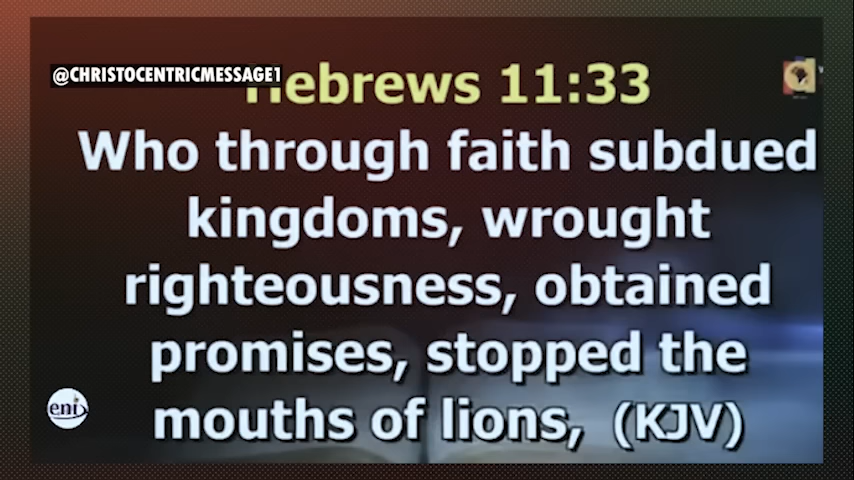 @CHRISTOCENTRICMESSAGE1
Hebrews 11:33
Who through faith subdued
kingdoms, wrought
righteousness, obtained
promises, stopped the
mouths of lions, (KJV)
eni